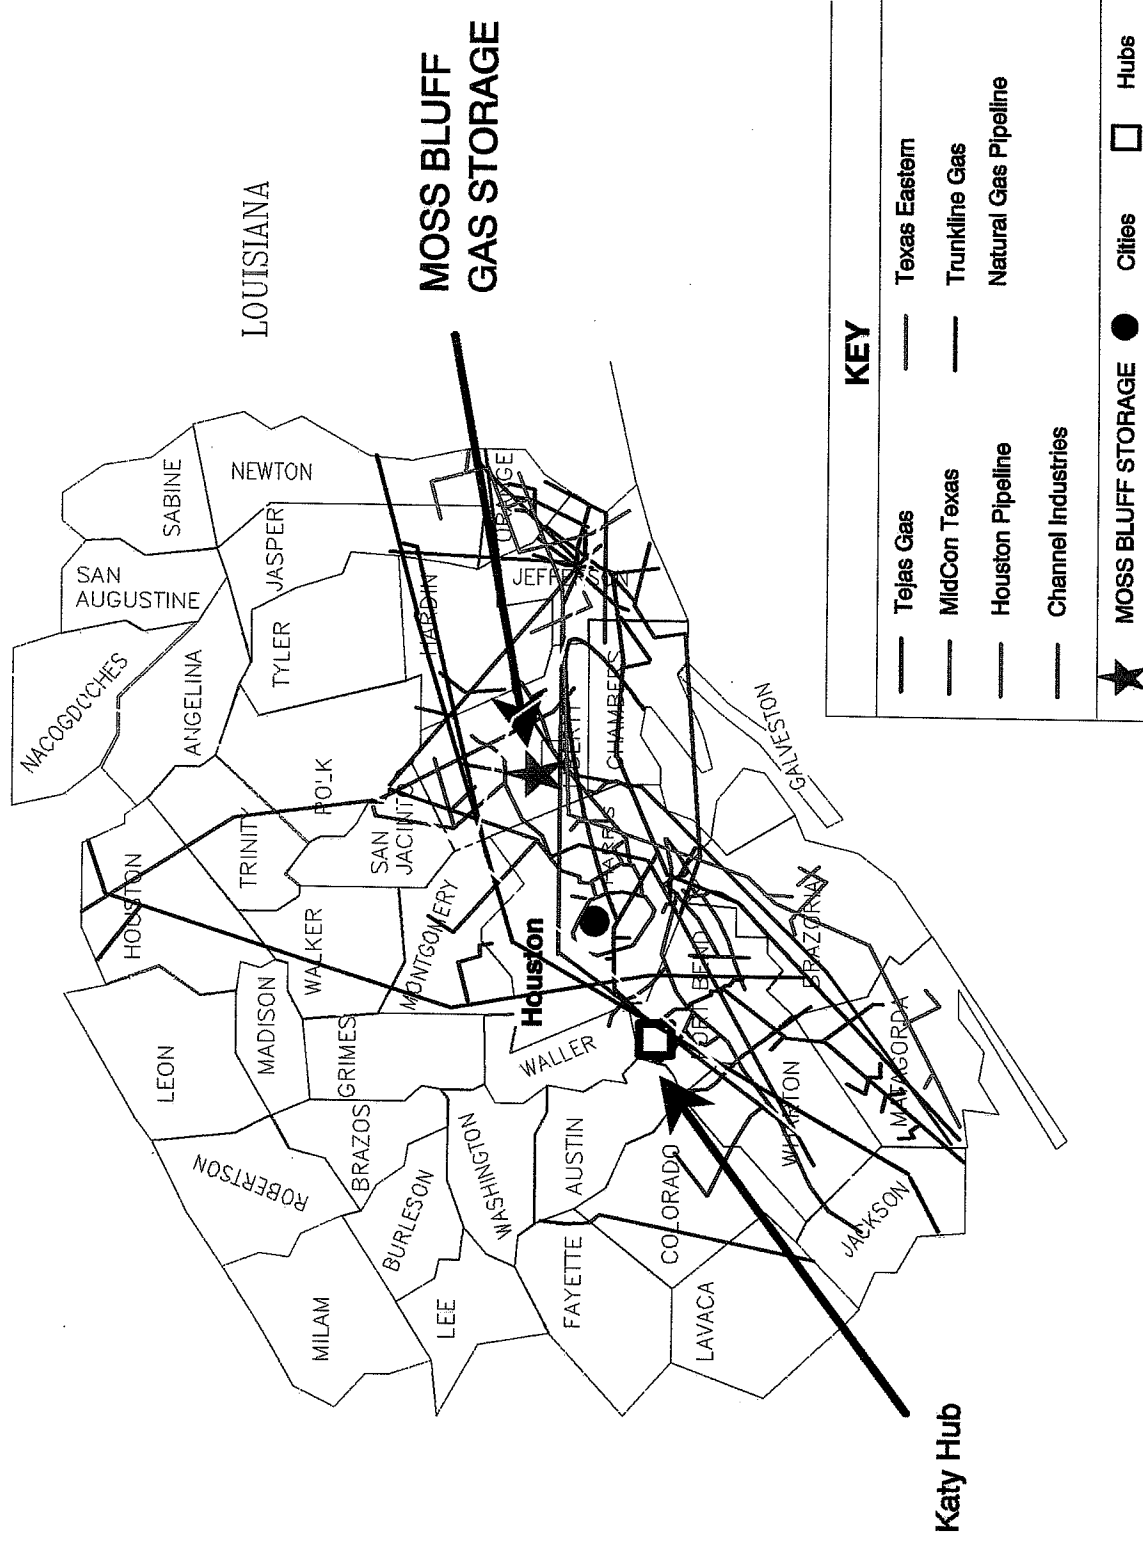 LOUISIANA
MOSS BLUFF
GAS STORAGE
SABINE
NEWTON
SAN
AUGUSTINE
JASPER
NACOGDOCHES
ANGELINA
TYLER
HARDIN
ORANGE
JEFFERSON
POLK
TRINITY
SAN
JACINTO
CHAMBERS
HARRIS
GALVESTON
HOUSTON
WALKER
MONTGOMERY
Houston
LEON
MADISON
GRIMES
WALLER
BRAZORIA
ROBERTSON
BRAZOS
BURLESON
WASHINGTON
AUSTIN
COLORADO
WHARTON
MATAGORDA
MILAM
LEE
FAYETTE
LAVACA
JACKSON
Katy Hub
KEY
Tejas Gas
Texas Eastern
MidCon Texas
Trunkline Gas
Houston Pipeline
Natural Gas Pipeline
Channel Industries
MOSS BLUFF STORAGE
Cities
Hubs